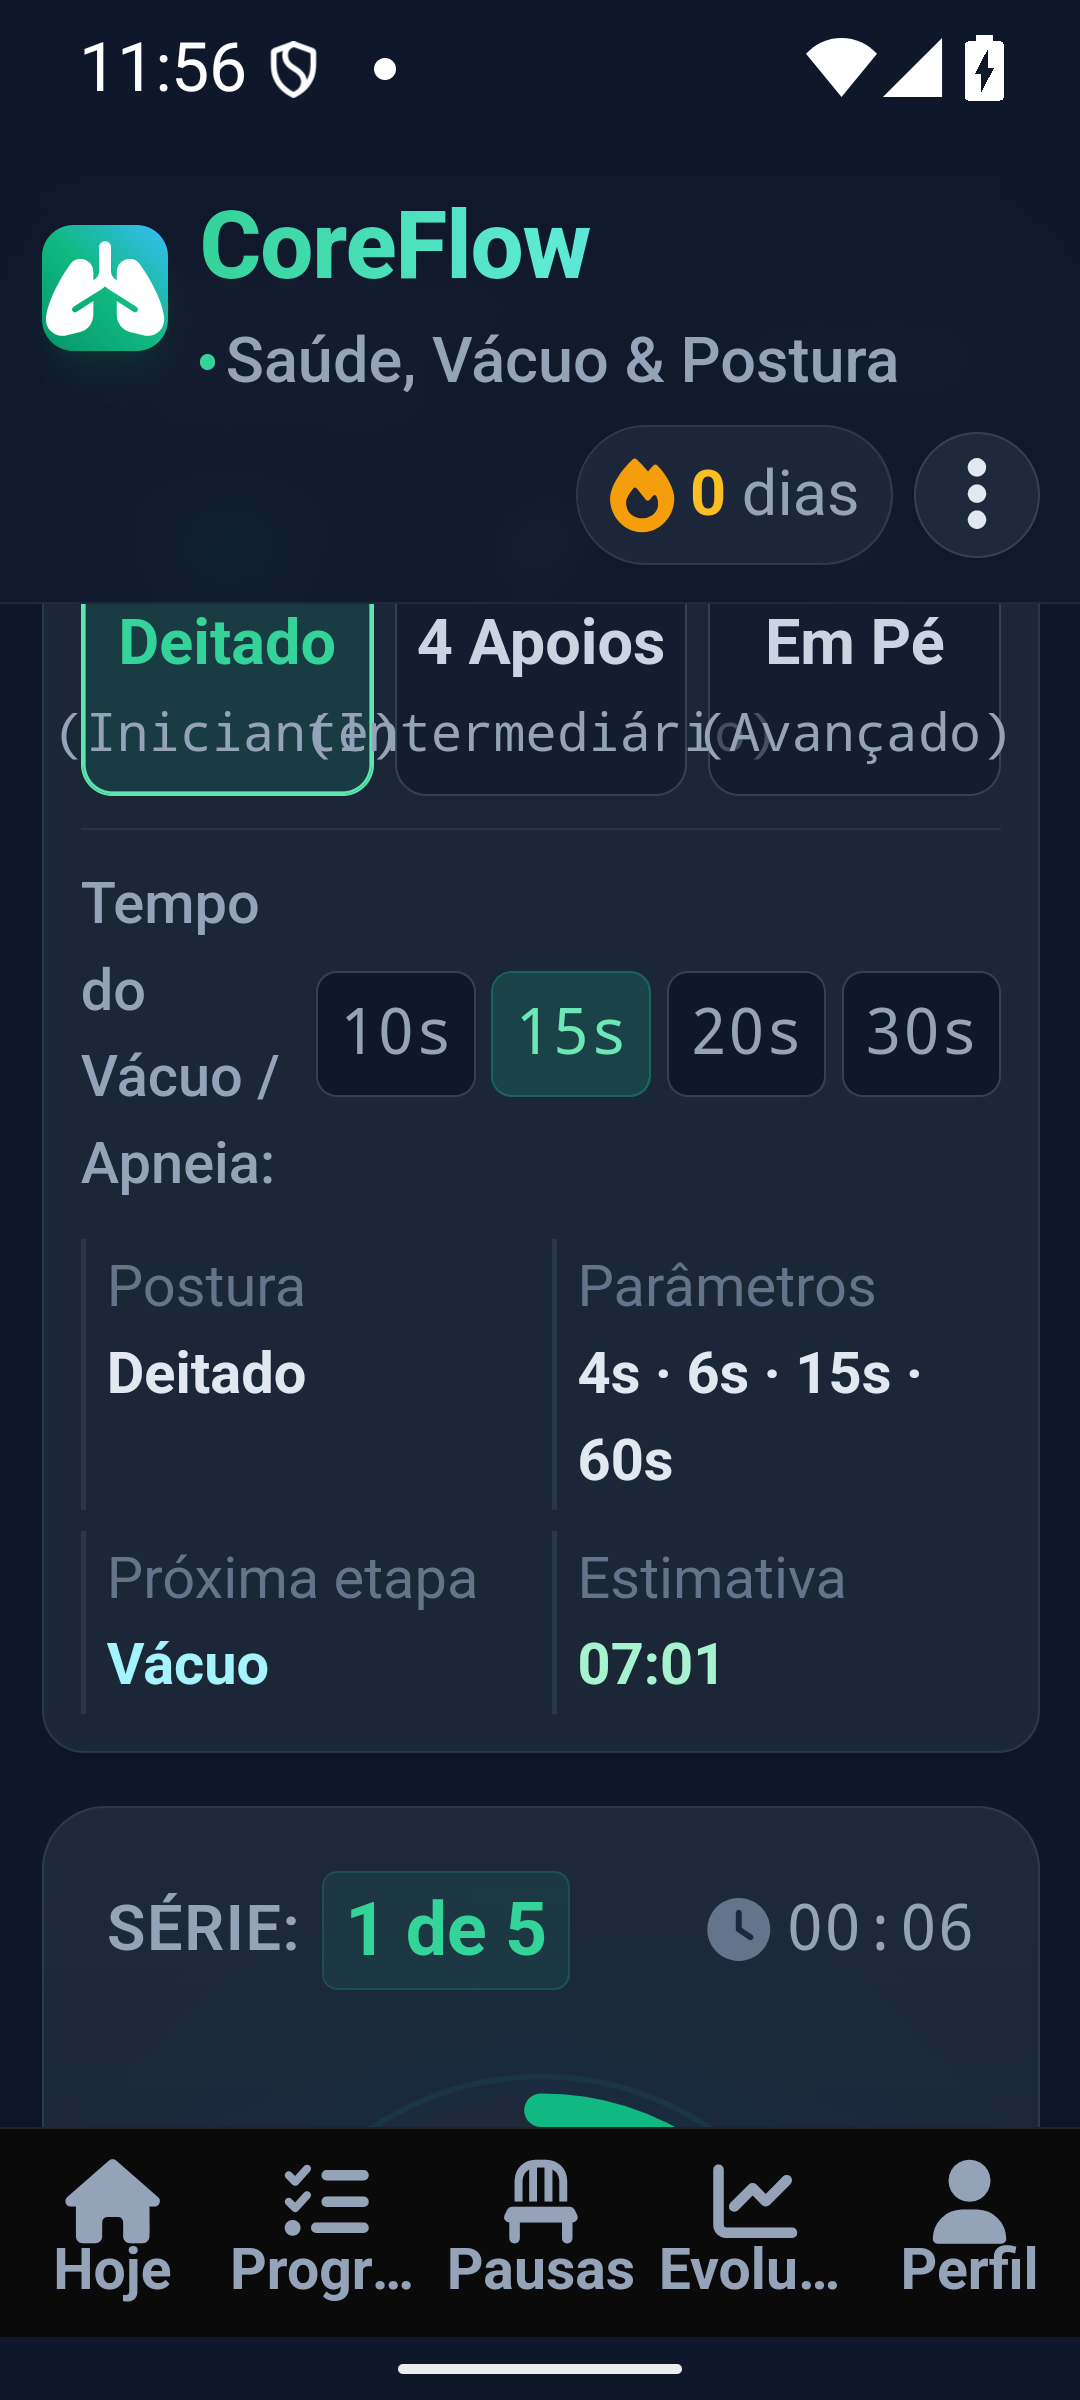 11:56
CoreFlow
Saúde, Vácuo & Postura
0 dias
Deitado
4 Apoios
Em Pé
(Iniciante)
(Intermediário)
(Avançado)
Tempo
do
Vácuo /
Apneia:
10s
15s
20s
30s
Postura
Parâmetros
Deitado
4s · 6s · 15s ·
60s
Próxima etapa
Estimativa
Vácuo
07:01
SÉRIE:
1 de 5
00:06
Hoje
Progr...
Pausas
Evolu...
Perfil